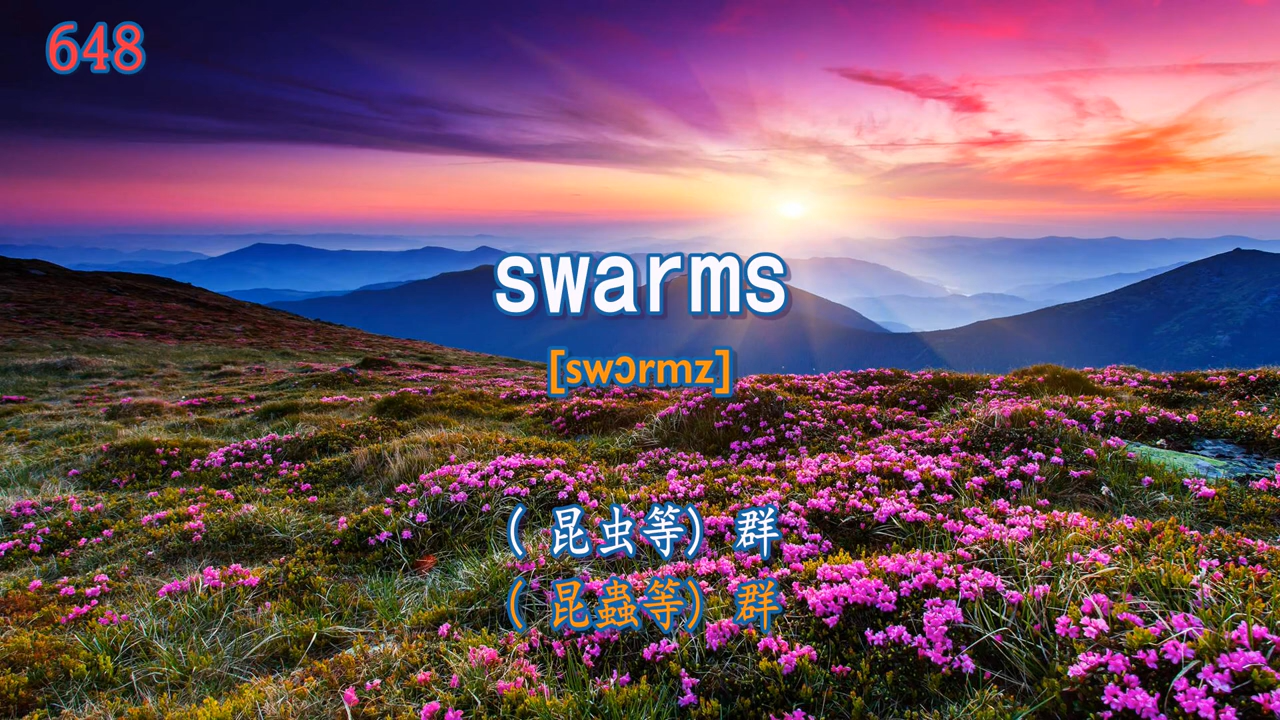 648
swarms
[swɔrmz]
( 昆虫等) 群
( 昆蟲等) 群